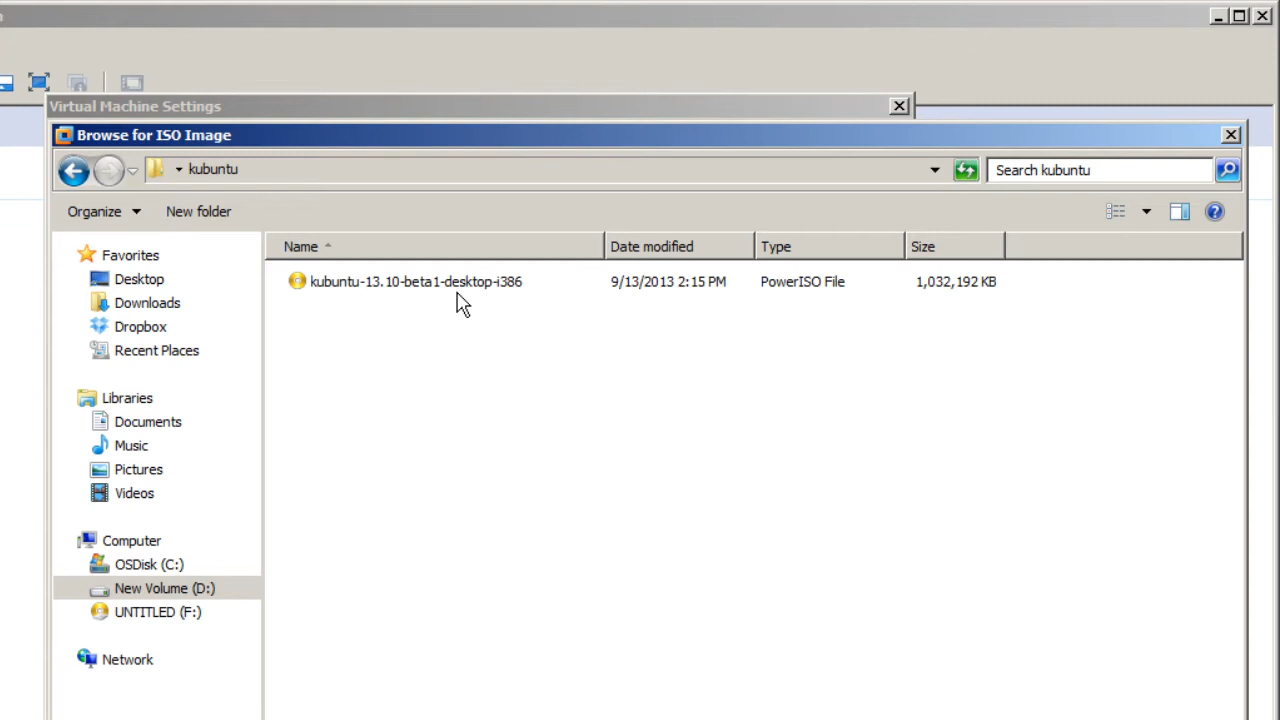 Virtual Machine Settings
Browse for ISO Image
kubuntu
Search kubuntu
Organize
New folder
Name
Date modified
Type
Size
kubuntu-13.10-beta1-desktop-i386
9/13/2013 2:15 PM
PowerISO File
1,032,192 KB
Favorites
Desktop
Downloads
Dropbox
Recent Places
Libraries
Documents
Music
Pictures
Videos
Computer
OSDisk (C:)
New Volume (D:)
UNTITLED (F:)
Network